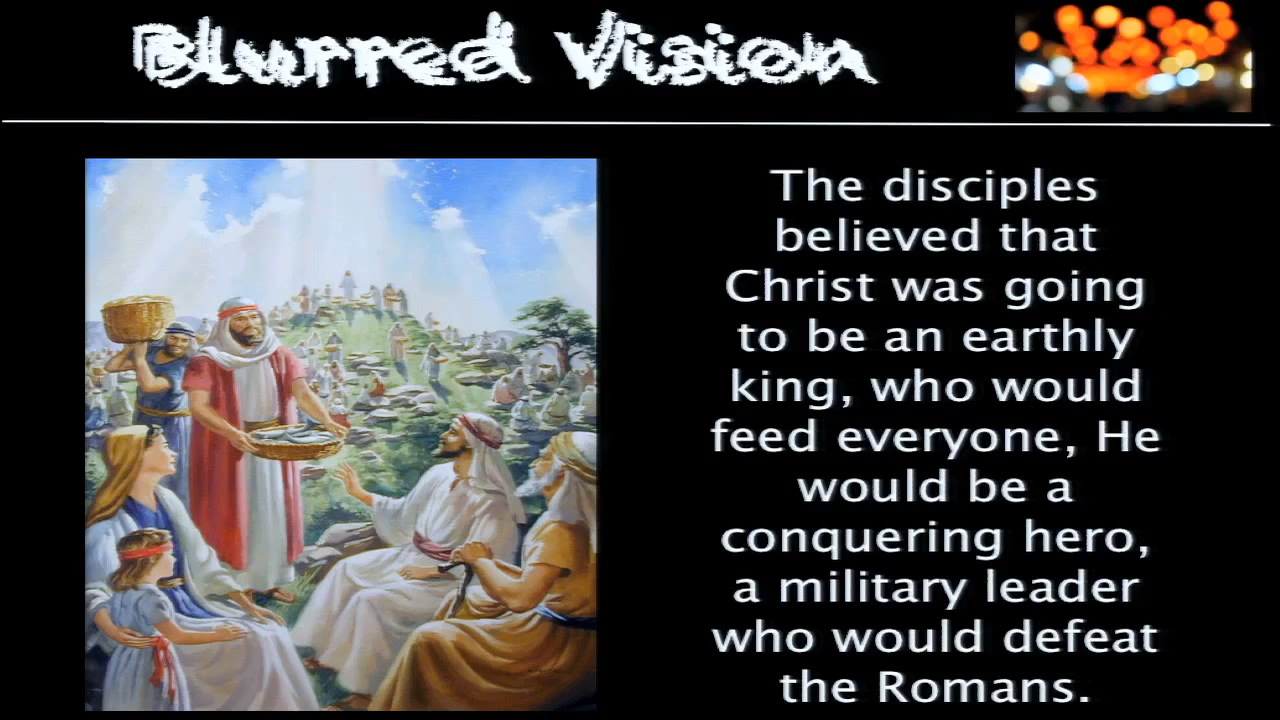 Blurred Vision
The disciples
believed that
Christ was going
to be an earthly
king, who would
feed everyone, He
would be a
conquering hero,
a military leader
who would defeat
the Romans.